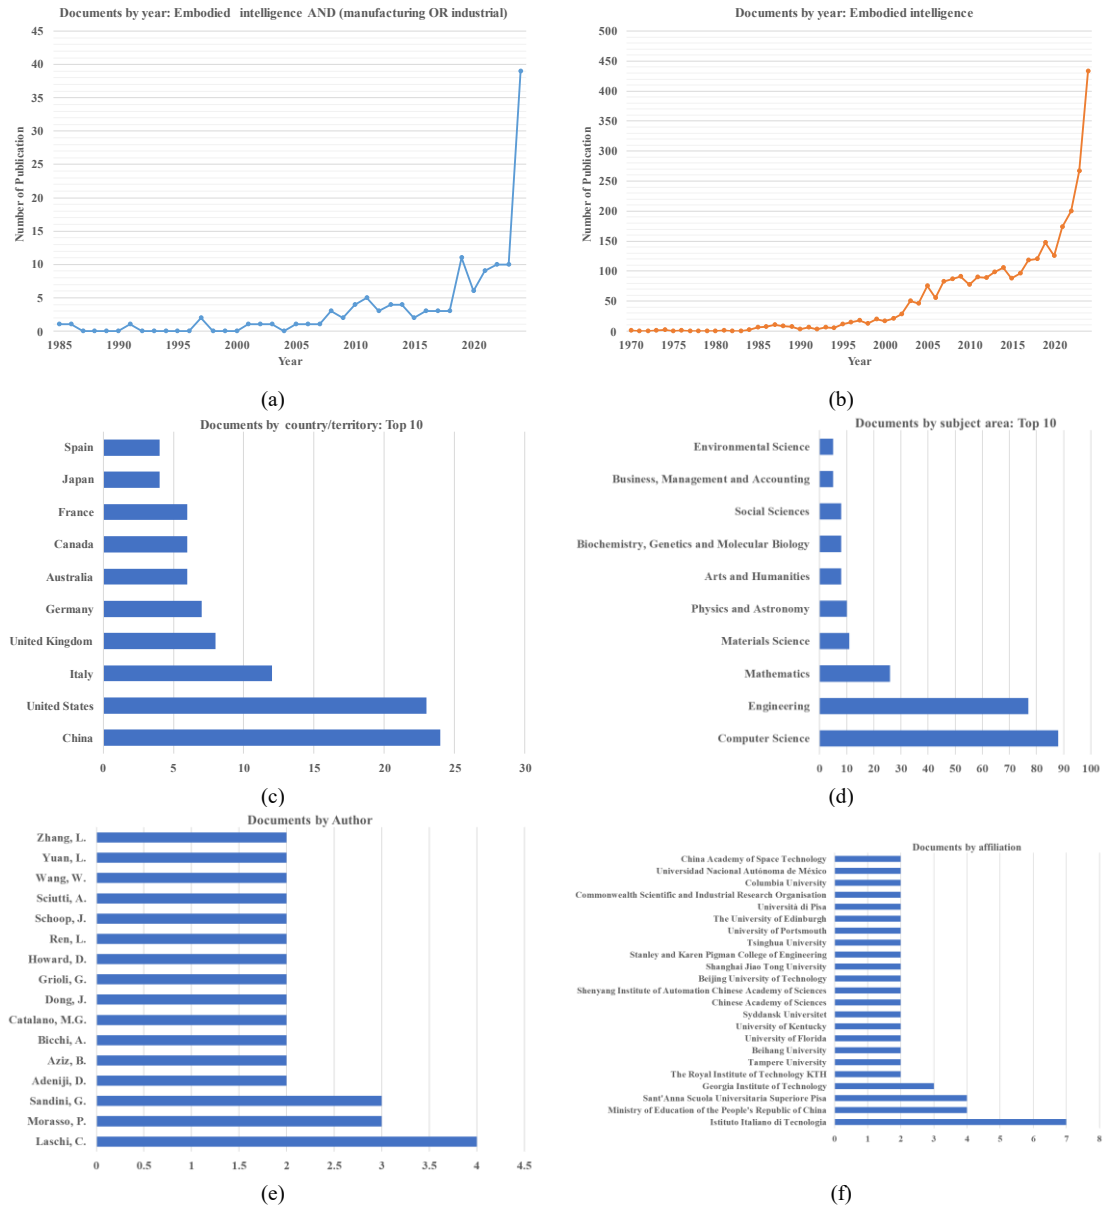 Documents by year: Embodied intelligence AND (manufacturing OR industrial)
45
40
35
30
25
20
15
10
5
0
Number of Publication
1985 1990 1995 2000 2005 2010 2015 2020
Year
(a)
Documents by year: Embodied intelligence
500
450
400
350
300
250
200
150
100
50
0
Number of Publication
1970 1975 1980 1985 1990 1995 2000 2005 2010 2015 2020
Year
(b)
Documents by country/territory: Top 10
Spain
Japan
France
Canada
Australia
Germany
United Kingdom
Italy
United States
China
0 5 10 15 20 25 30
(c)
Documents by subject area: Top 10
Environmental Science
Business, Management and Accounting
Social Sciences
Biochemistry, Genetics and Molecular Biology
Arts and Humanities
Physics and Astronomy
Materials Science
Mathematics
Engineering
Computer Science
0 10 20 30 40 50 60 70 80 90 100
(d)
Documents by Author
Zhang, L.
Yuan, L.
Wang, W.
Sciutti, A.
Schoop, J.
Ren, L.
Howard, D.
Grioli, G.
Dong, J.
Catalano, M.G.
Bicchi, A.
Aziz, B.
Adeniji, D.
Sandini, G.
Morasso, P.
Laschi, C.
0 0.5 1 1.5 2 2.5 3 3.5 4 4.5
(e)
Documents by affiliation
China Academy of Space Technology
Universidad Nacional Autónoma de México
Columbia University
Commonwealth Scientific and Industrial Research Organisation
Università di Pisa
The University of Edinburgh
University of Portsmouth
Tsinghua University
Stanley and Karen Pigman College of Engineering
Shanghai Jiao Tong University
Beijing University of Technology
Shenyang Institute of Automation Chinese Academy of Sciences
Chinese Academy of Sciences
Syddansk Universitet
University of Kentucky
University of Florida
Beihang University
Tampere University
The Royal Institute of Technology KTH
Georgia Institute of Technology
Sant'Anna Scuola Universitaria Superiore Pisa
Ministry of Education of the People's Republic of China
Istituto Italiano di Tecnologia
0 1 2 3 4 5 6 7 8
(f)